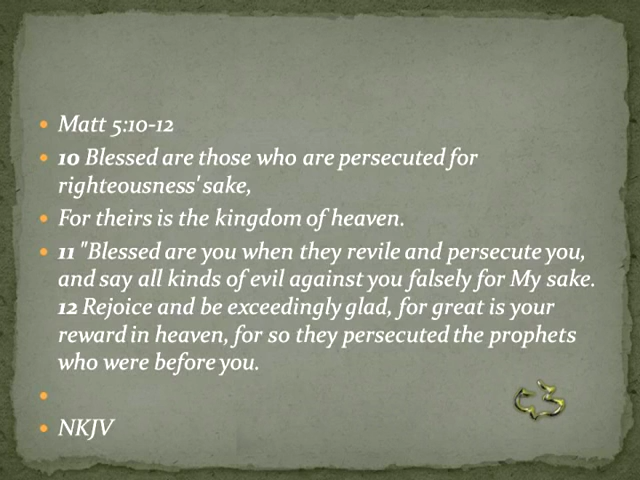 Matt 5:10-12
10 Blessed are those who are persecuted for
righteousness' sake,
For theirs is the kingdom of heaven.
11 "Blessed are you when they revile and persecute you,
and say all kinds of evil against you falsely for My sake.
12 Rejoice and be exceedingly glad, for great is your
reward in heaven, for so they persecuted the prophets
who were before you.
NKJV